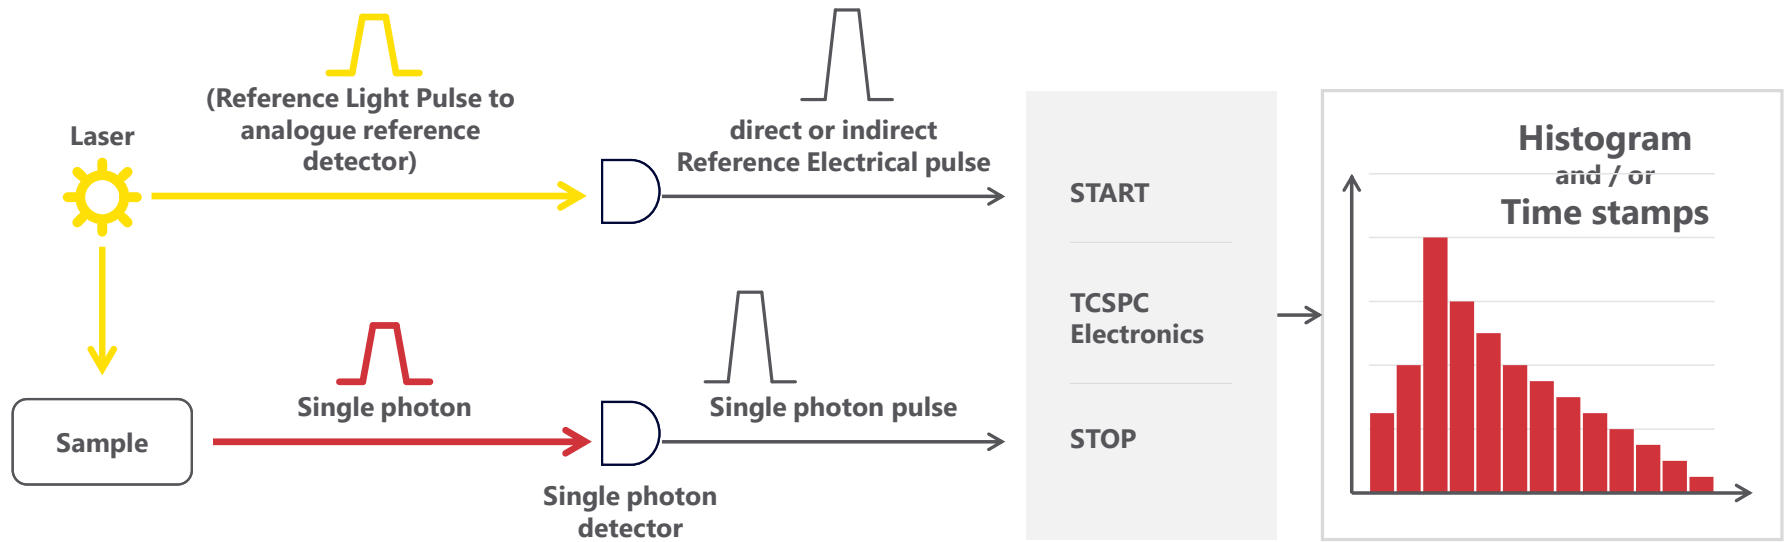 Laser
(Reference Light Pulse to
analogue reference
detector)
direct or indirect
Reference Electrical pulse
START
TCSPC
Electronics
STOP
Histogram
and / or
Time stamps
Sample
Single photon
Single photon pulse
Single photon
detector